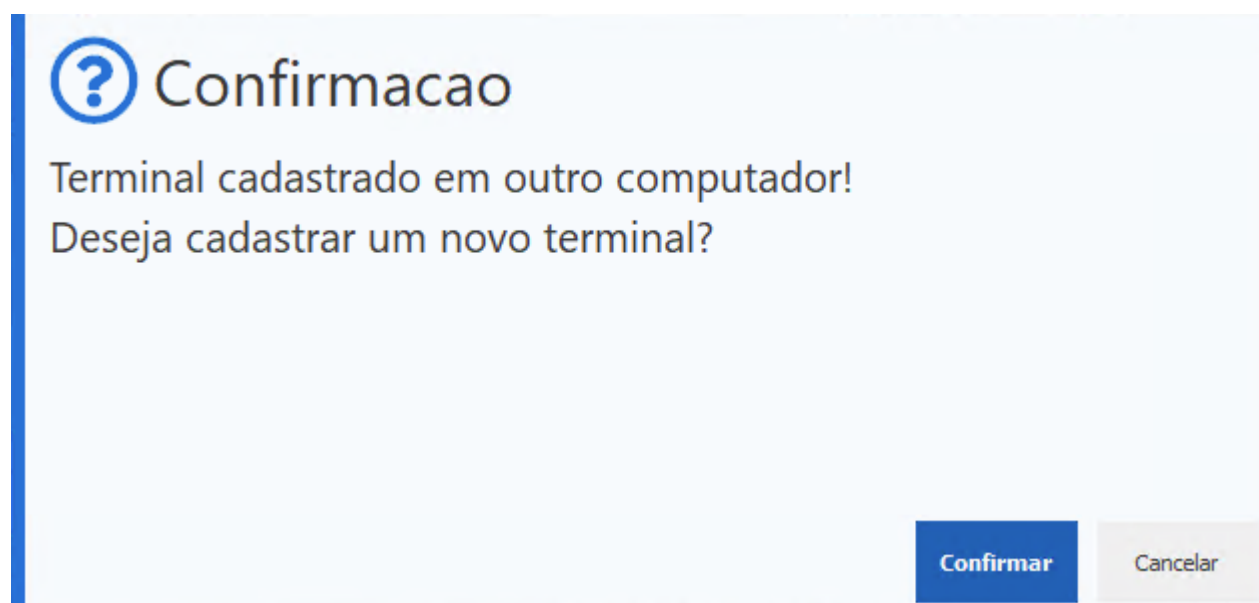 Confirmacao
Terminal cadastrado em outro computador!
Deseja cadastrar um novo terminal?
Confirmar Cancelar